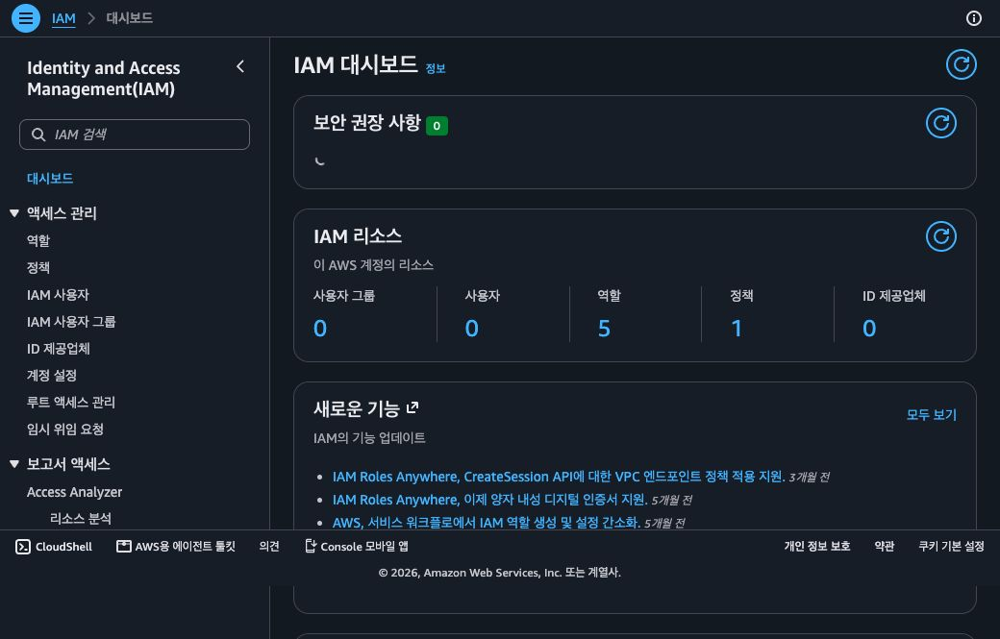 IAM > 대시보드
Identity and Access
Management(IAM)
IAM 검색
대시보드
액세스 관리
역할
정책
IAM 사용자
IAM 사용자 그룹
ID 제공업체
계정 설정
루트 액세스 관리
임시 위임 요청
보고서 액세스
Access Analyzer
리소스 분석
IAM 대시보드 정보
보안 권장 사항 0
IAM 리소스
이 AWS 계정의 리소스
사용자 그룹 사용자 역할 정책 ID 제공업체
0 0 5 1 0
새로운 기능
모두 보기
IAM의 기능 업데이트
IAM Roles Anywhere, CreateSession API에 대한 VPC 엔드포인트 정책 적용 지원. 3개월 전
IAM Roles Anywhere, 이제 양자 내성 디지털 인증서 지원. 5개월 전
AWS, 서비스 워크플로에서 IAM 역할 생성 및 설정 간소화. 5개월 전
CloudShell AWS용 에이전트 툴킷 의견 Console 모바일 앱 개인 정보 보호 약관 쿠키 기본 설정
© 2026, Amazon Web Services, Inc. 또는 계열사.